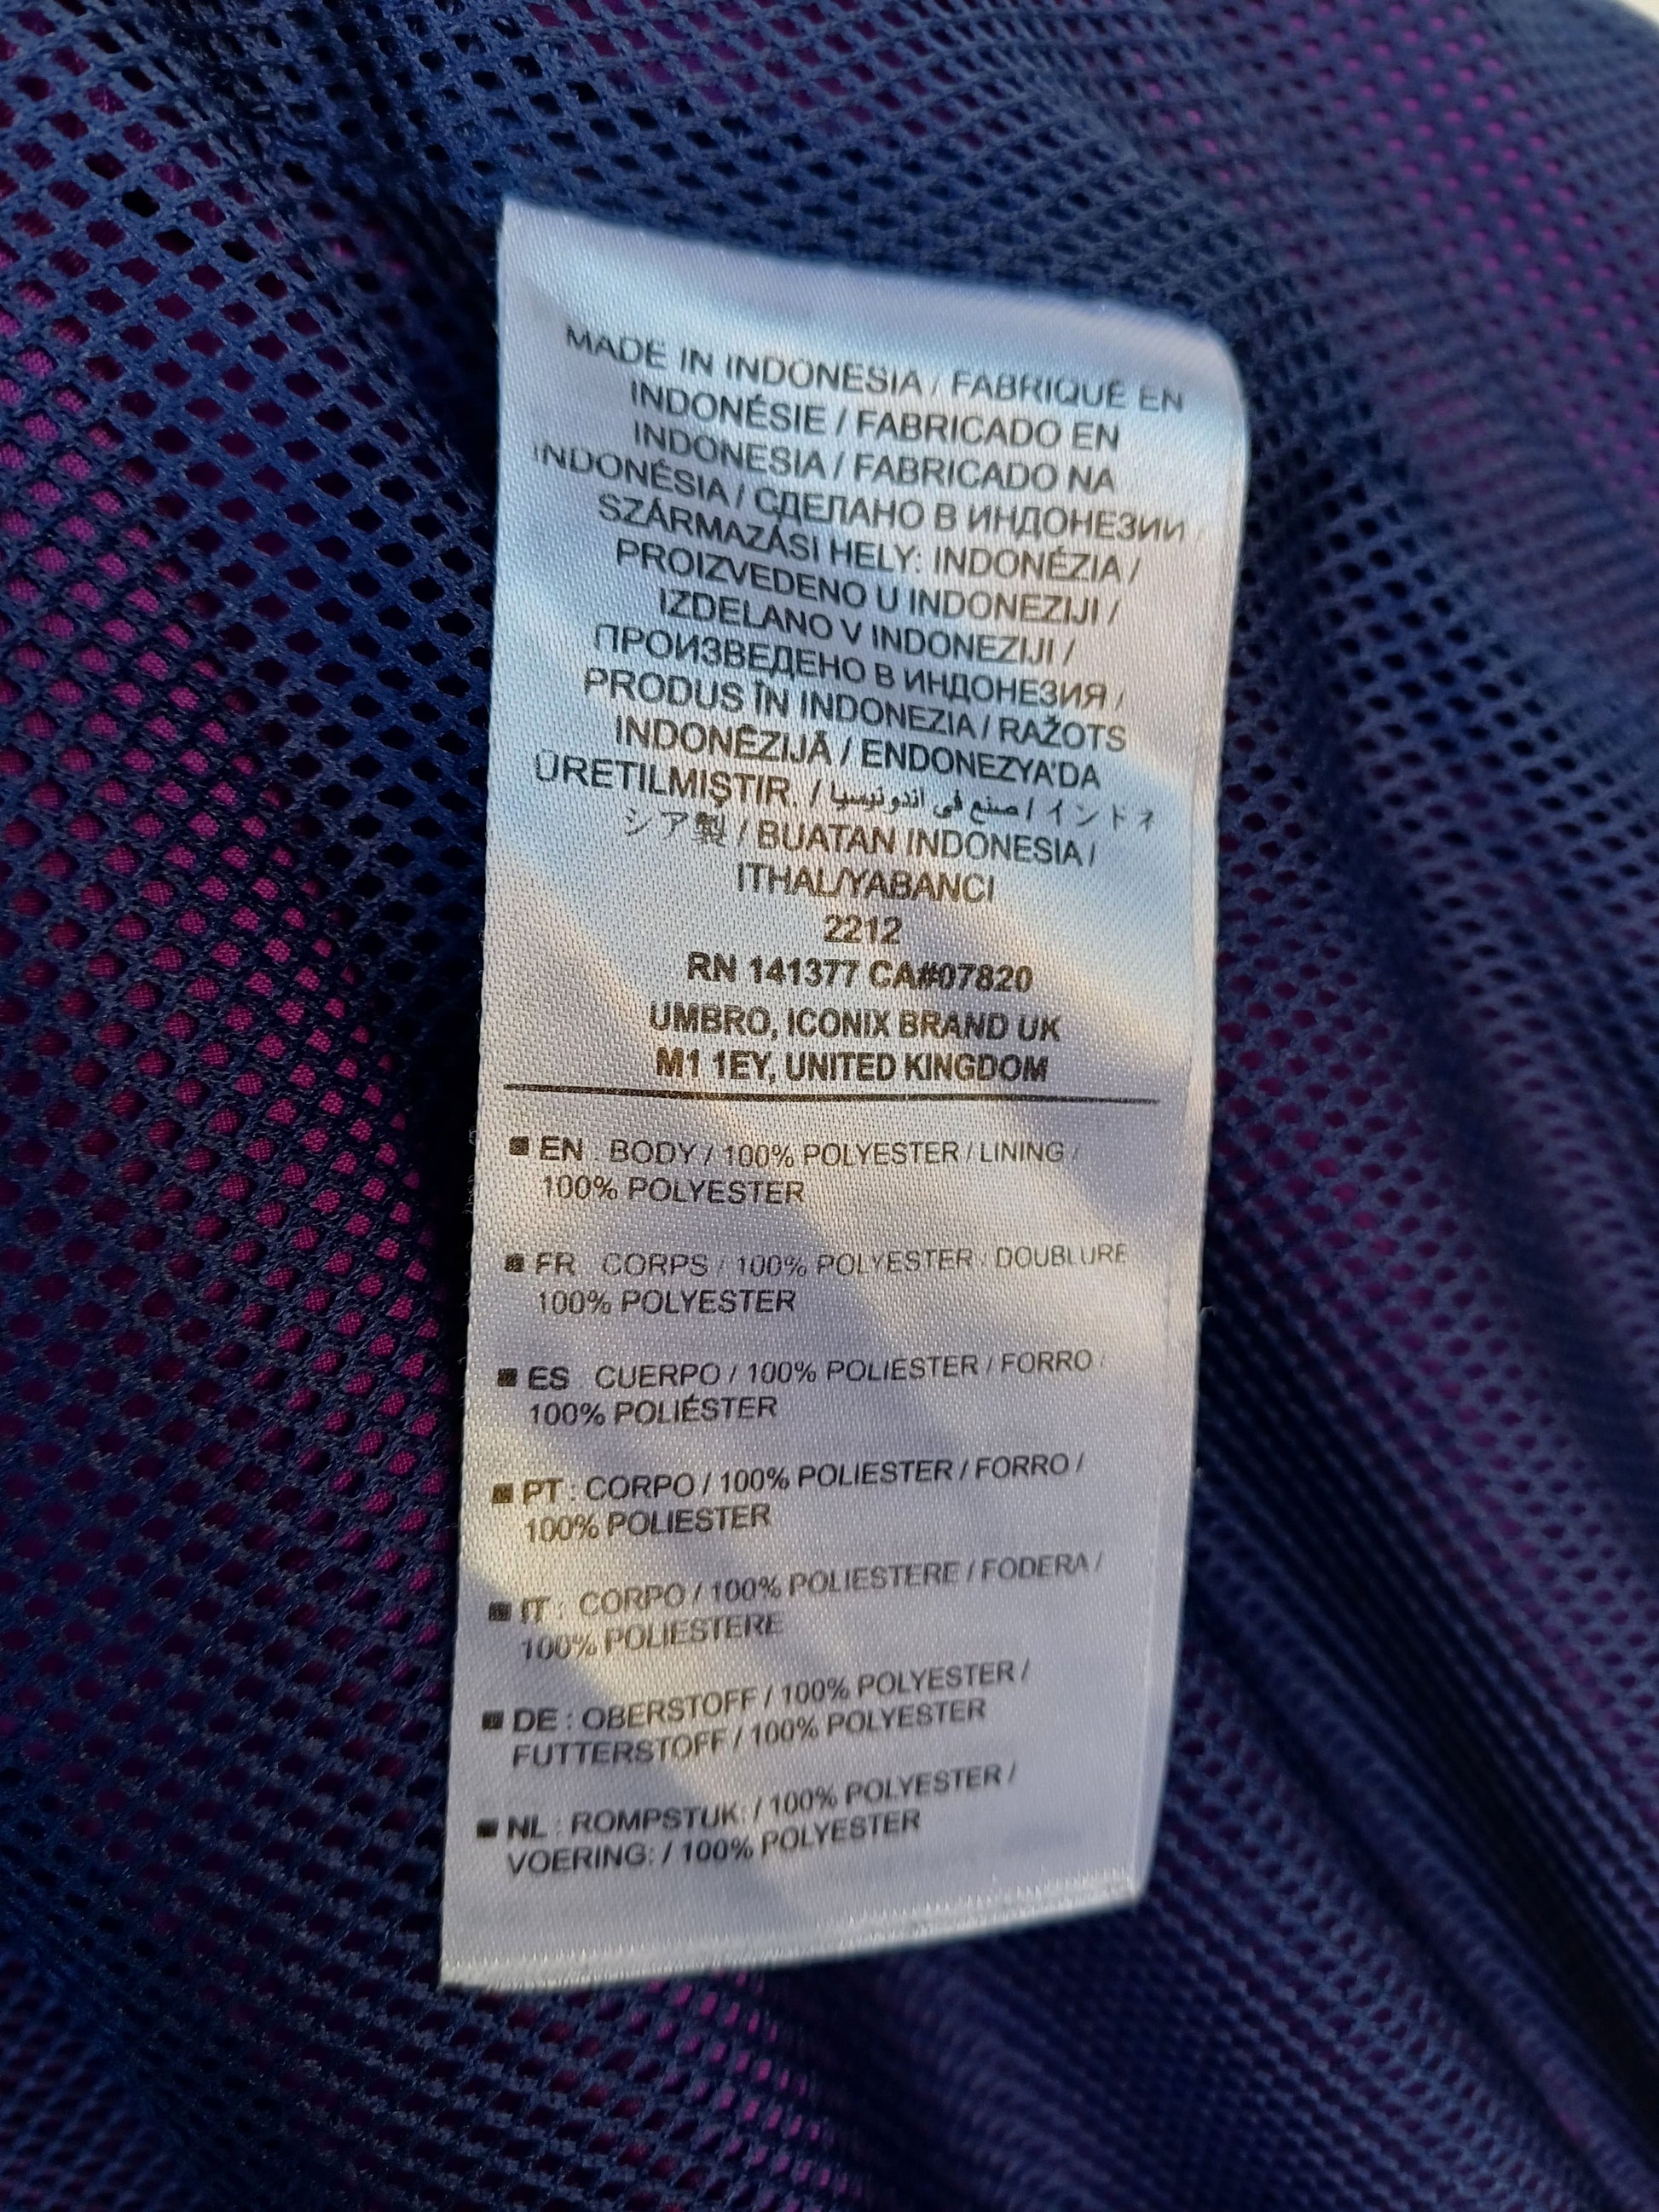 MADE IN INDONESIA / FABRIQUÉ EN
INDONÉSIE / FABRICADO EN
INDONESIA / FABRICADO NA
INDONÉSIA / СДЕЛАНО В ИНДОНЕЗИИ /
SZÁRMAZÁSI HELY: INDONÉZIA /
PROIZVEDENO U INDONEZIJI /
IZDELANO V INDONEZIJI /
ПРОИЗВЕДЕНО В ИНДОНЕЗИЯ /
PRODUS ÎN INDONEZIA / RAŽOTS
INDONĒZIJĀ / ENDONEZYA'DA
ÜRETILMIŞTIR. / صنع في اندونيسيا / インドネ
シア製 / BUATAN INDONESIA /
ITHAL/YABANCI
2212
RN 141377 CA#07820
UMBRO, ICONIX BRAND UK
M1 1EY, UNITED KINGDOM
■ EN : BODY / 100% POLYESTER / LINING /
100% POLYESTER
■ FR : CORPS / 100% POLYESTER / DOUBLURE
100% POLYESTER
■ ES : CUERPO / 100% POLIESTER / FORRO /
100% POLIÉSTER
■ PT : CORPO / 100% POLIESTER / FORRO /
100% POLIESTER
■ IT : CORPO / 100% POLIESTERE / FODERA /
100% POLIESTERE
■ DE : OBERSTOFF / 100% POLYESTER /
FUTTERSTOFF / 100% POLYESTER
■ NL : ROMPSTUK: / 100% POLYESTER /
VOERING: / 100% POLYESTER